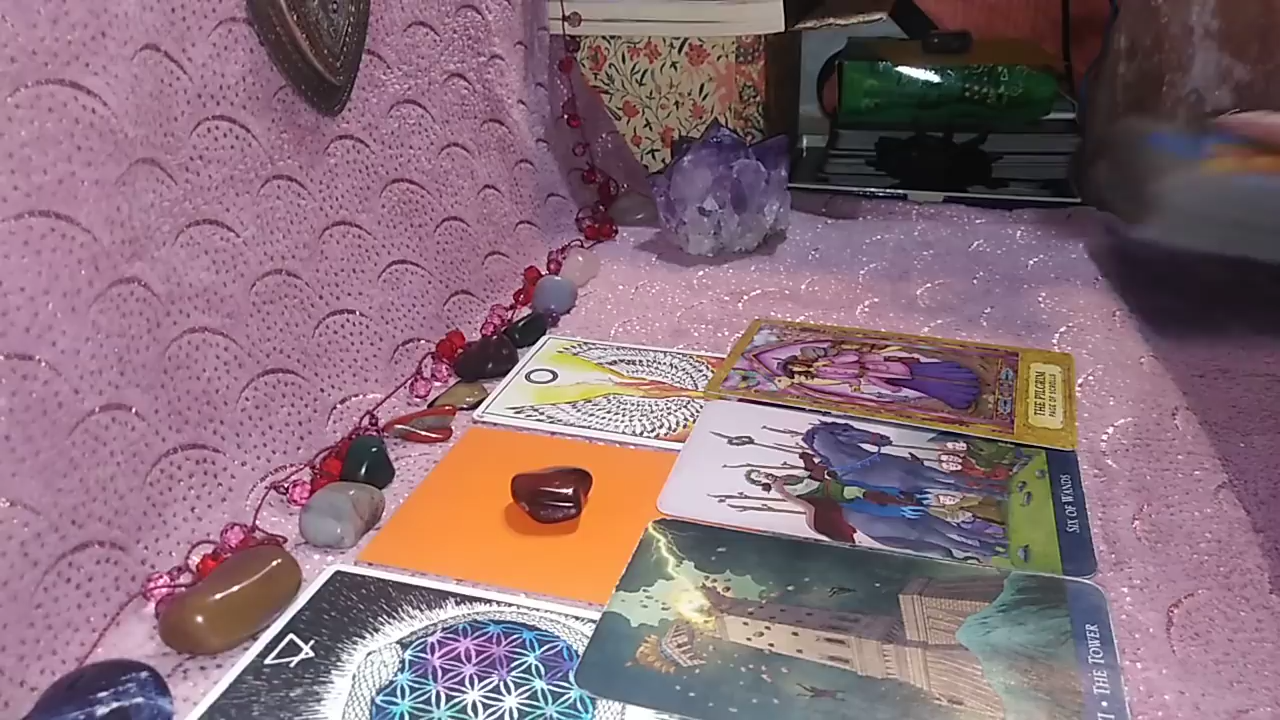 THE PILGRIM
PAGE OF SCROLLS
SIX OF WANDS
I • THE TOWER